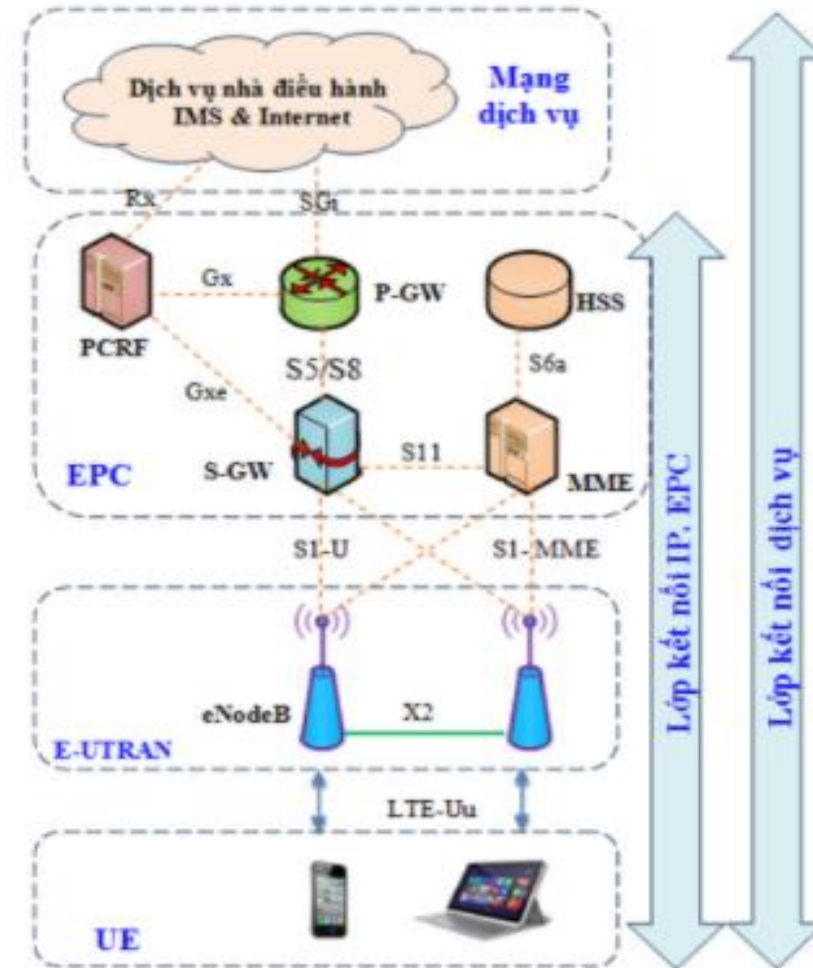 Dịch vụ nhà điều hành
IMS & Internet
Mạng
dịch vụ
Rx
SGi
Gx
P-GW
HSS
PCRF
S5/S8
S6a
Gxe
S11
EPC
S-GW
MME
S1-U
S1- MME
eNodeB
X2
E-UTRAN
LTE-Uu
UE
Lớp kết nối IP. EPC
Lớp kết nối dịch vụ